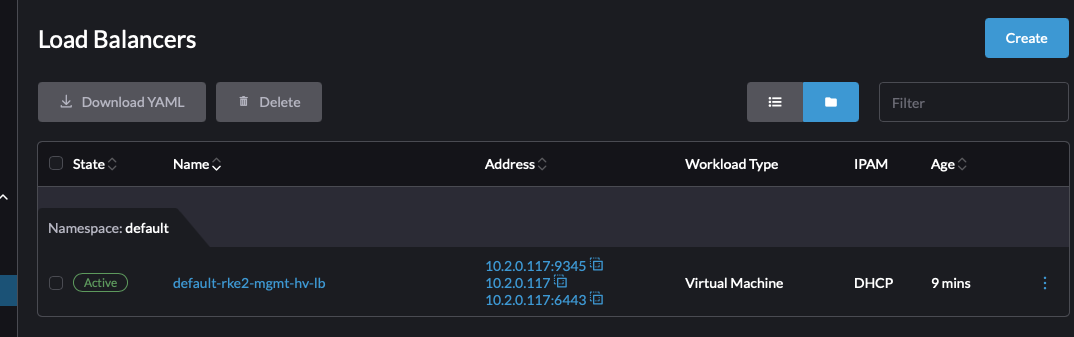 Load Balancers
Create
Download YAML
Delete
Filter
State Name Address Workload Type IPAM Age
Namespace: default
Active default-rke2-mgmt-hv-lb 10.2.0.117:9345 Virtual Machine DHCP 9 mins
10.2.0.117
10.2.0.117:6443